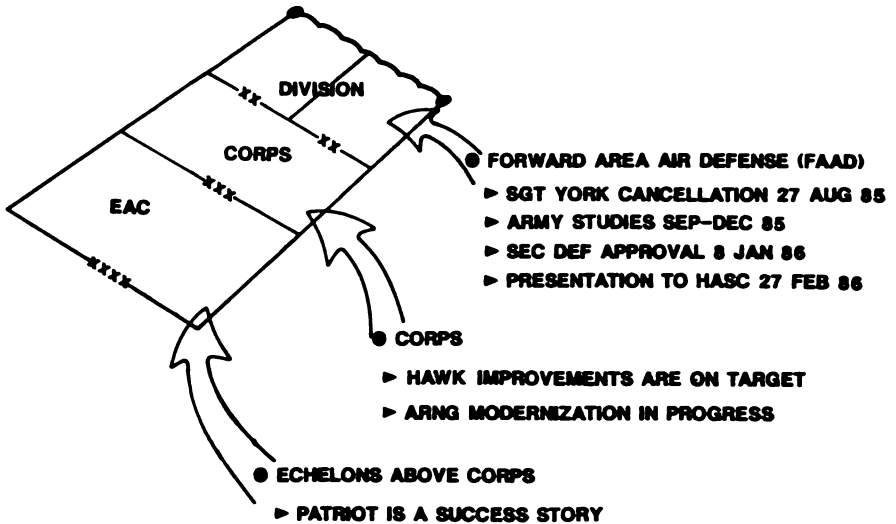 DIVISION
XX
XX
CORPS
XXX
EAC
XXXX
● FORWARD AREA AIR DEFENSE (FAAD)
► SGT YORK CANCELLATION 27 AUG 85
► ARMY STUDIES SEP-DEC 85
► SEC DEF APPROVAL 8 JAN 86
► PRESENTATION TO HASC 27 FEB 86
● CORPS
► HAWK IMPROVEMENTS ARE ON TARGET
► ARNG MODERNIZATION IN PROGRESS
● ECHELONS ABOVE CORPS
► PATRIOT IS A SUCCESS STORY